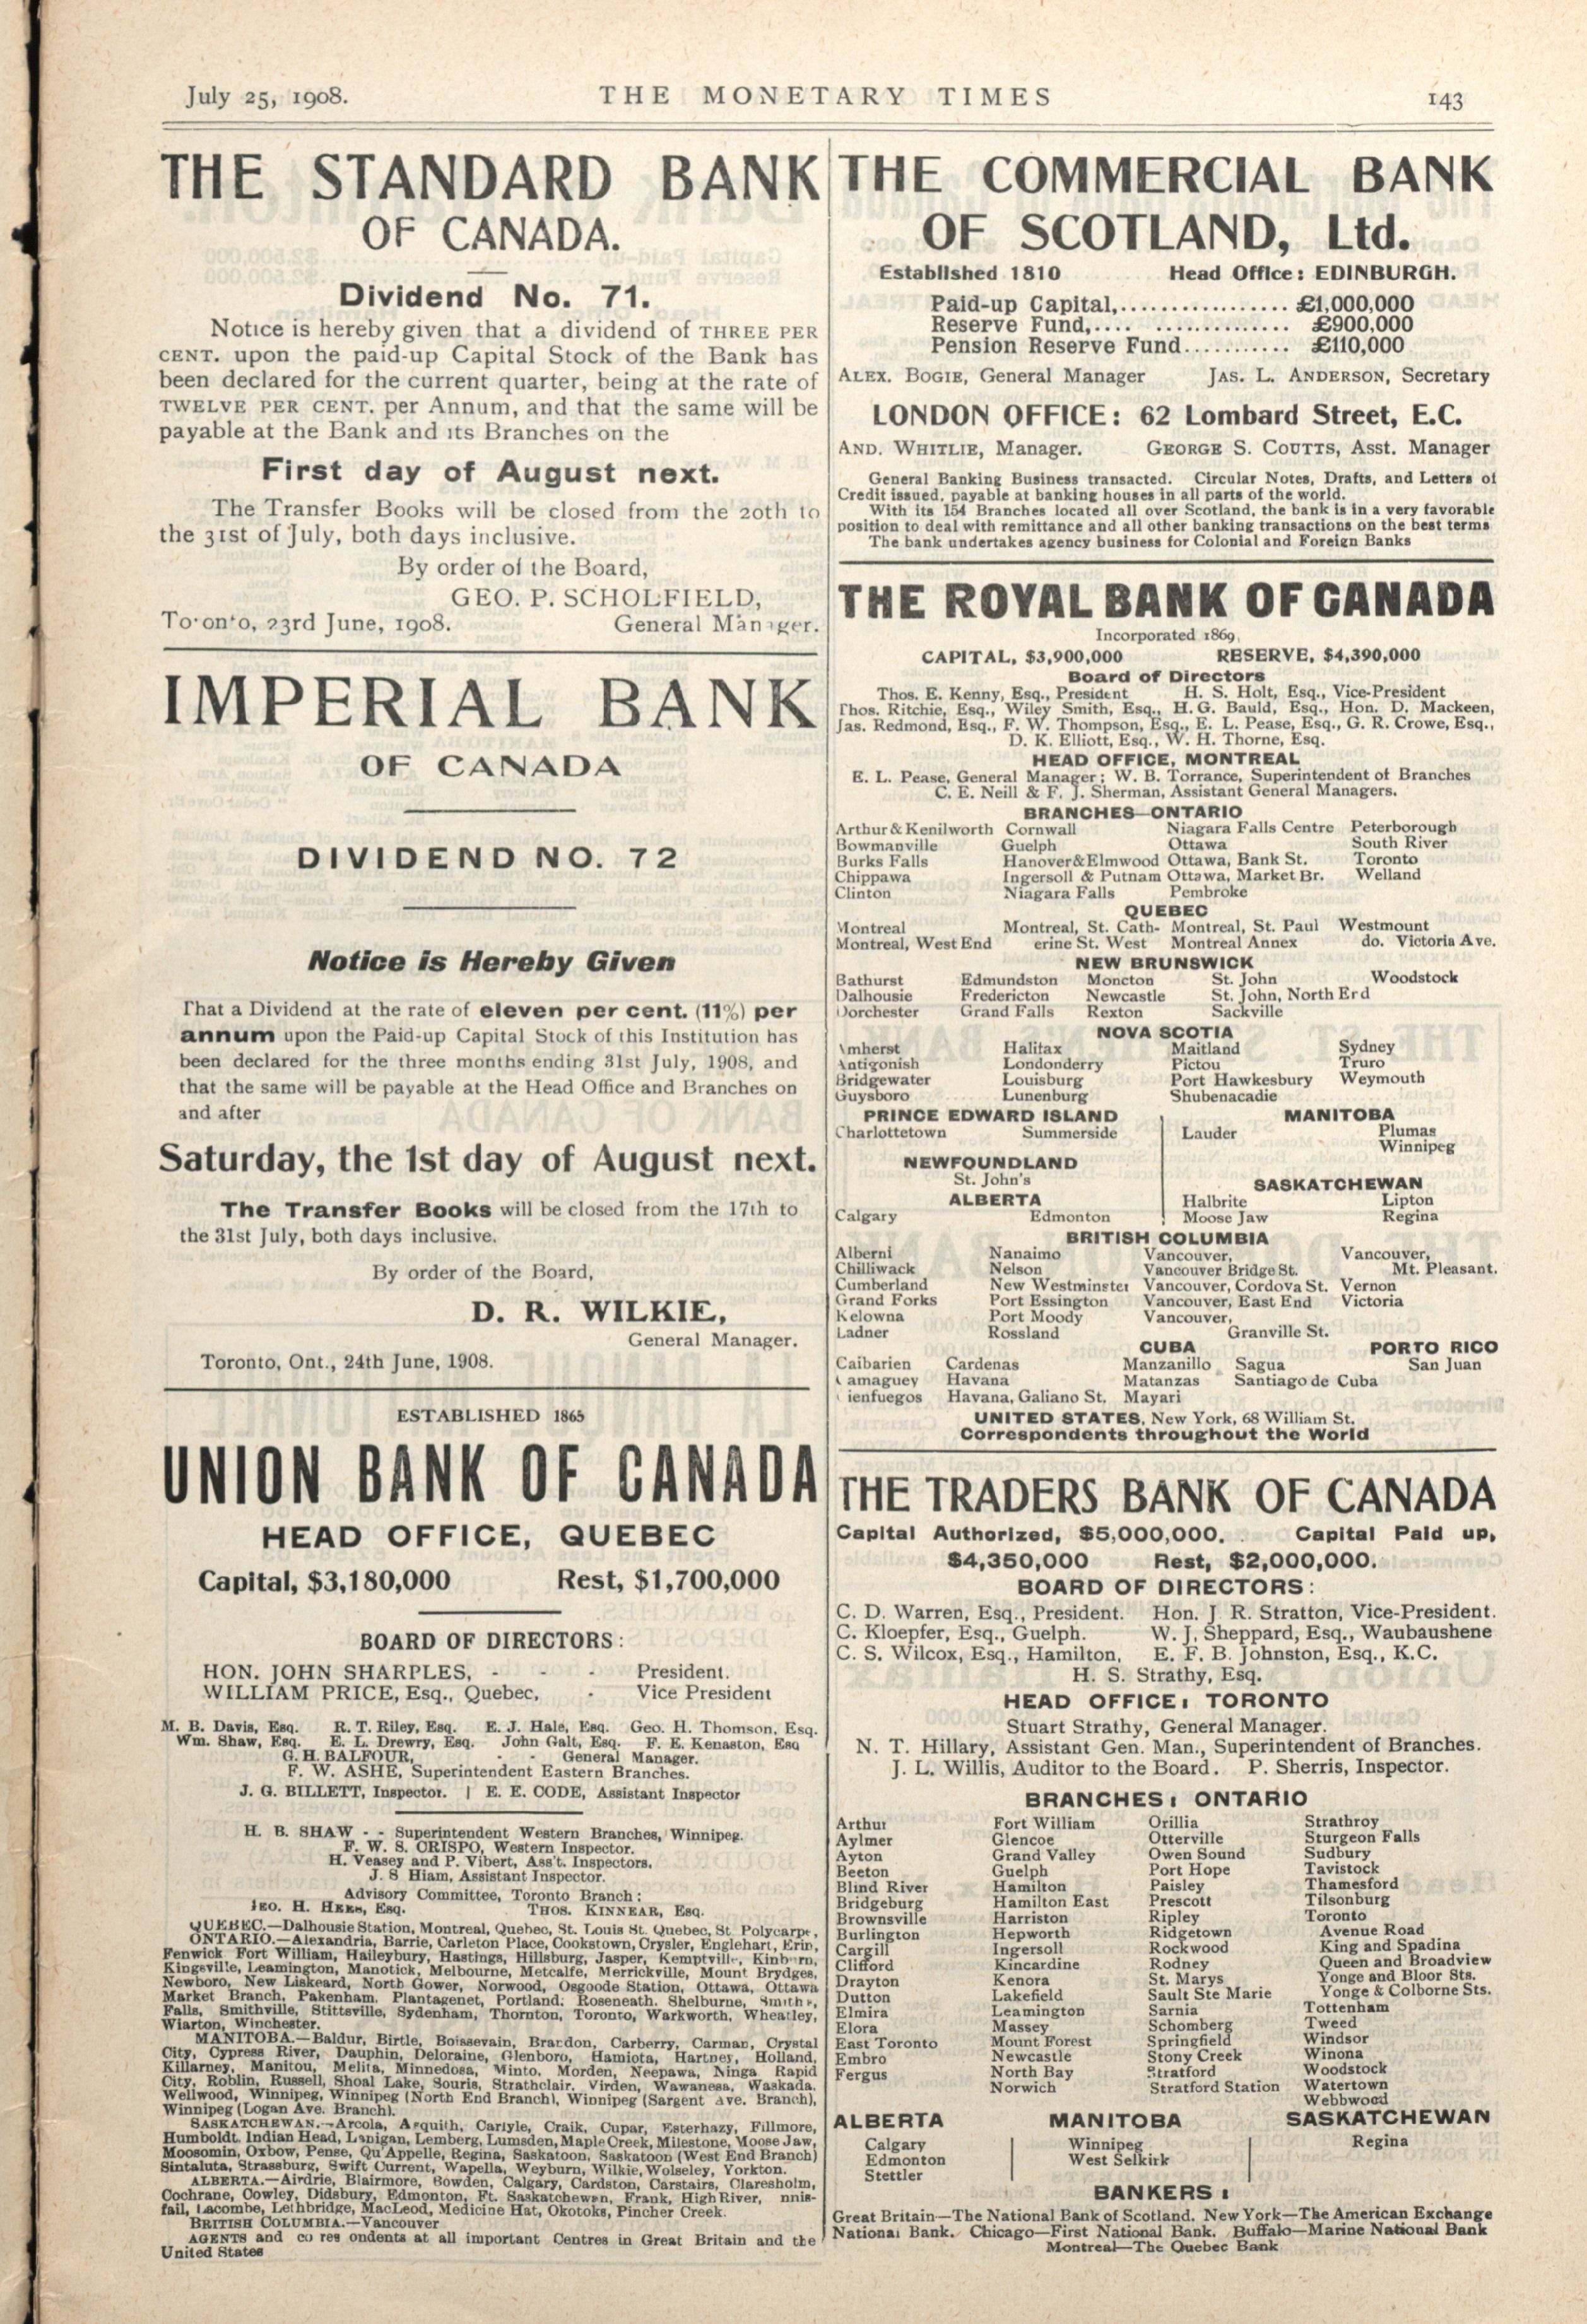 July 25, 1908.
THE MONETARY TIMES
143
THE STANDARD BANK
OF CANADA.
Dividend No. 71.
Notice is hereby given that a dividend of THREE PER
CENT. upon the paid-up Capital Stock of the Bank has
been declared for the current quarter, being at the rate of
TWELVE PER CENT. per Annum, and that the same will be
payable at the Bank and its Branches on the
First day of August next.
The Transfer Books will be closed from the 20th to
the 31st of July, both days inclusive.
By order of the Board,
GEO. P. SCHOLFIELD,
General Manager.
Toronto, 23rd June, 1908.
IMPERIAL BANK
OF CANADA
DIVIDEND NO. 72
Notice is Hereby Given
That a Dividend at the rate of eleven per cent. (11%) per
annum upon the Paid-up Capital Stock of this Institution has
been declared for the three months ending 31st July, 1908, and
that the same will be payable at the Head Office and Branches on
and after
Saturday, the 1st day of August next.
The Transfer Books will be closed from the 17th to
the 31st July, both days inclusive.
By order of the Board,
D. R. WILKIE,
General Manager.
Toronto, Ont., 24th June, 1908.
ESTABLISHED 1865
UNION BANK OF CANADA
HEAD OFFICE, QUEBEC
Capital, $3,180,000 Rest, $1,700,000
BOARD OF DIRECTORS:
HON. JOHN SHARPLES, - - - President.
WILLIAM PRICE, Esq., Quebec, - Vice President
M. B. Davis, Esq. R. T. Riley, Esq. E. J. Hale, Esq. Geo. H. Thomson, Esq.
Wm. Shaw, Esq. E. L. Drewry, Esq. John Galt, Esq. F. E. Kenaston, Esq
G. H. BALFOUR, - - General Manager.
F. W. ASHE, Superintendent Eastern Branches.
J. G. BILLETT, Inspector. | E. E. CODE, Assistant Inspector
H. B. SHAW - - Superintendent Western Branches, Winnipeg.
F. W. S. CRISPO, Western Inspector.
H. Veasey and P. Vibert, Ass't. Inspectors.
J. S Hiam, Assistant Inspector.
Advisory Committee, Toronto Branch:
Geo. H. Hees, Esq. Thos. Kinnear, Esq.
QUEBEC.—Dalhousie Station, Montreal, Quebec, St. Louis St. Quebec, St. Polycarpe,
ONTARIO.—Alexandria, Barrie, Carleton Place, Cookstown, Crysler, Englehart, Erin,
Fenwick Fort William, Haileybury, Hastings, Hillsburg, Jasper, Kemptville, Kinburn,
Kingsville, Leamington, Manotick, Melbourne, Metcalfe, Merrickville, Mount Brydges,
Newboro, New Liskeard, North Gower, Norwood, Osgoode Station, Ottawa, Ottawa
Market Branch, Pakenham, Plantagenet, Portland, Roseneath, Shelburne, Smith's
Falls, Smithville, Stittsville, Sydenham, Thornton, Toronto, Warkworth, Wheatley,
Wiarton, Winchester.
MANITOBA.—Baldur, Birtle, Boissevain, Brandon, Carberry, Carman, Crystal
City, Cypress River, Dauphin, Deloraine, Glenboro, Hamiota, Hartney, Holland,
Killarney, Manitou, Melita, Minnedosa, Minto, Morden, Neepawa, Ninga Rapid
City, Roblin, Russell, Shoal Lake, Souris, Strathclair, Virden, Wawanesa, Waskada,
Wellwood, Winnipeg, Winnipeg (North End Branch), Winnipeg (Sargent Ave. Branch),
Winnipeg (Logan Ave. Branch).
SASKATCHEWAN.—Arcola, Asquith, Carlyle, Craik, Cupar, Esterhazy, Fillmore,
Humboldt, Indian Head, Lanigan, Lemberg, Lumsden, Maple Creek, Milestone, Moose Jaw,
Moosomin, Oxbow, Pense, Qu'Appelle, Regina, Saskatoon, Saskatoon (West End Branch)
Sintaluta, Strassburg, Swift Current, Wapella, Weyburn, Wilkie, Wolseley, Yorkton.
ALBERTA.—Airdrie, Blairmore, Bowden, Calgary, Cardston, Carstairs, Claresholm,
Cochrane, Cowley, Didsbury, Edmonton, Ft. Saskatchewan, Frank, High River, nnis-
fail, Lacombe, Lethbridge, MacLeod, Medicine Hat, Okotoks, Pincher Creek.
BRITISH COLUMBIA.—Vancouver
AGENTS and co res ondents at all important Centres in Great Britain and the
United States
THE COMMERCIAL BANK
OF SCOTLAND, Ltd.
Established 1810 Head Office: EDINBURGH.
Paid-up Capital,................. £1,000,000
Reserve Fund,.... .............. £900,000
Pension Reserve Fund........... £110,000
ALEX. BOGIE, General Manager JAS. L. ANDERSON, Secretary
LONDON OFFICE: 62 Lombard Street, E.C.
AND. WHITLIE, Manager. GEORGE S. COUTTS, Asst. Manager
General Banking Business transacted. Circular Notes, Drafts, and Letters of
Credit issued, payable at banking houses in all parts of the world.
With its 154 Branches located all over Scotland, the bank is in a very favorable
position to deal with remittance and all other banking transactions on the best terms
The bank undertakes agency business for Colonial and Foreign Banks
THE ROYAL BANK OF CANADA
Incorporated 1869.
CAPITAL, $3,900,000 RESERVE, $4,390,000
Board of Directors
Thos. E. Kenny, Esq., President H. S. Holt, Esq., Vice-President
Thos. Ritchie, Esq., Wiley Smith, Esq., H. G. Bauld, Esq., Hon. D. Mackeen,
Jas. Redmond, Esq., F. W. Thompson, Esq., E. L. Pease, Esq., G. R. Crowe, Esq.,
D. K. Elliott, Esq., W. H. Thorne, Esq.
HEAD OFFICE, MONTREAL
E. L. Pease, General Manager; W. B. Torrance, Superintendent of Branches
C. E. Neill & F. J. Sherman, Assistant General Managers.
BRANCHES—ONTARIO
Arthur & Kenilworth Cornwall Niagara Falls Centre Peterborough
Bowmanville Guelph Ottawa South River
Burks Falls Hanover&Elmwood Ottawa, Bank St. Toronto
Chippawa Ingersoll & Putnam Ottawa, Market Br. Welland
Clinton Niagara Falls Pembroke
QUEBEC
Montreal Montreal, St. Cath- Montreal, St. Paul Westmount
Montreal, West End erine St. West Montreal Annex do. Victoria Ave.
NEW BRUNSWICK
Bathurst Edmundston Moncton St. John Woodstock
Dalhousie Fredericton Newcastle St. John, North End
Dorchester Grand Falls Rexton Sackville
NOVA SCOTIA
Amherst Halifax Maitland Sydney
Antigonish Londonderry Pictou Truro
Bridgewater Louisburg Port Hawkesbury Weymouth
Guysboro Lunenburg Shubenacadie
PRINCE EDWARD ISLAND MANITOBA
Charlottetown Summerside Lauder Plumas
Winnipeg
NEWFOUNDLAND
St. John's
SASKATCHEWAN
ALBERTA Halbrite Lipton
Calgary Edmonton Moose Jaw Regina
BRITISH COLUMBIA
Alberni Nanaimo Vancouver, Vancouver,
Chilliwack Nelson Vancouver Bridge St. Mt. Pleasant.
Cumberland New Westminster Vancouver, Cordova St. Vernon
Grand Forks Port Essington Vancouver, East End Victoria
Kelowna Port Moody Vancouver,
Ladner Rossland Granville St.
CUBA PORTO RICO
Caibarien Cardenas Manzanillo Sagua San Juan
Camaguey Havana Matanzas Santiago de Cuba
ienfuegos Havana, Galiano St. Mayari
UNITED STATES, New York, 68 William St.
Correspondents throughout the World
THE TRADERS BANK OF CANADA
Capital Authorized, $5,000,000. Capital Paid up,
$4,350,000 Rest, $2,000,000.
BOARD OF DIRECTORS:
C. D. Warren, Esq., President. Hon. J. R. Stratton, Vice-President.
C. Kloepfer, Esq., Guelph. W. J. Sheppard, Esq., Waubaushene
C. S. Wilcox, Esq., Hamilton, E. F. B. Johnston, Esq., K.C.
H. S. Strathy, Esq.
HEAD OFFICE: TORONTO
Stuart Strathy, General Manager.
N. T. Hillary, Assistant Gen. Man., Superintendent of Branches.
J. L. Willis, Auditor to the Board. P. Sherris, Inspector.
BRANCHES: ONTARIO
Arthur Fort William Orillia Strathroy
Aylmer Glencoe Otterville Sturgeon Falls
Ayton Grand Valley Owen Sound Sudbury
Beeton Guelph Port Hope Tavistock
Blind River Hamilton Paisley Thamesford
Bridgeburg Hamilton East Prescott Tilsonburg
Brownsville Harriston Ripley Toronto
Burlington Hepworth Ridgetown Avenue Road
Cargill Ingersoll Rockwood King and Spadina
Clifford Kincardine Rodney Queen and Broadview
Drayton Kenora St. Marys Yonge and Bloor Sts.
Dutton Lakefield Sault Ste Marie Yonge & Colborne Sts.
Elmira Leamington Sarnia Tottenham
Elora Massey Schomberg Tweed
East Toronto Mount Forest Springfield Windsor
Embro Newcastle Stony Creek Winona
Fergus North Bay Stratford Woodstock
Norwich Stratford Station Watertown
Webbwood
ALBERTA MANITOBA SASKATCHEWAN
Calgary Winnipeg Regina
Edmonton West Selkirk
Stettler
BANKERS:
Great Britain—The National Bank of Scotland. New York—The American Exchange
National Bank. Chicago—First National Bank. Buffalo—Marine National Bank
Montreal—The Quebec Bank